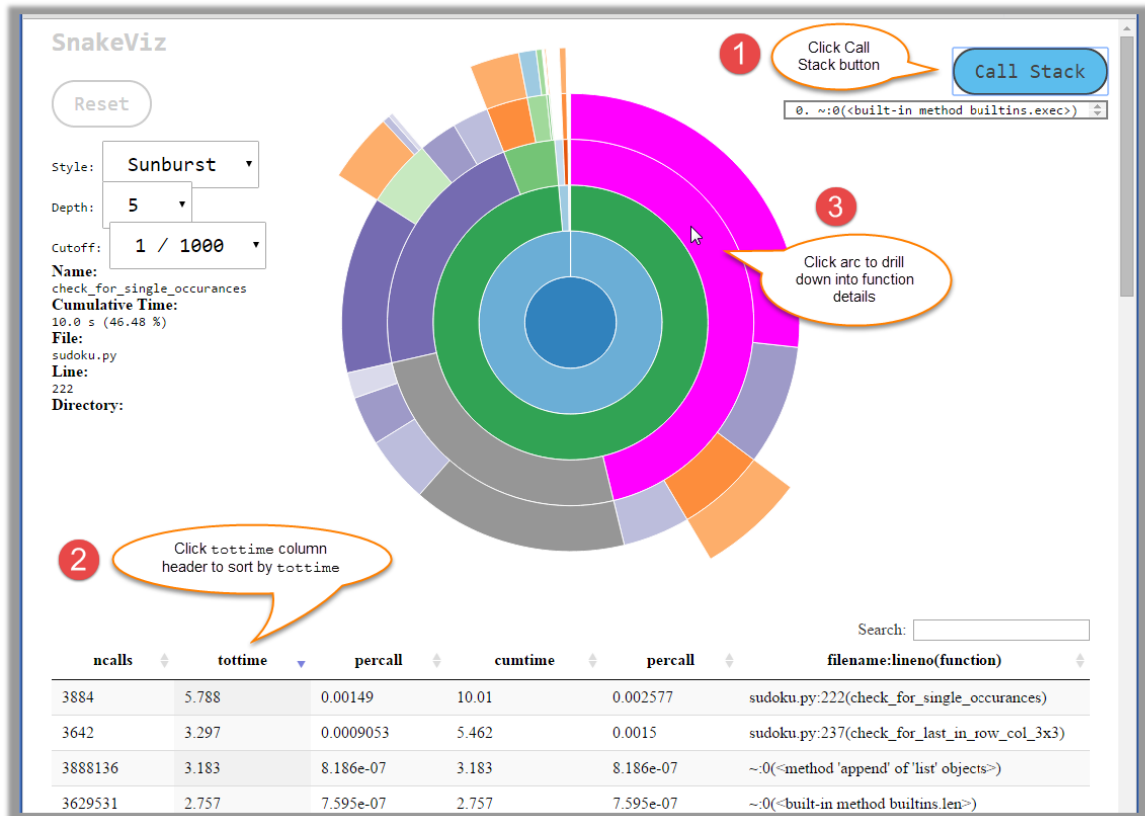 SnakeViz
Reset
Style: Sunburst
Depth: 5
Cutoff: 1 / 1000
Name:
check_for_single_occurances
Cumulative Time:
10.0 s (46.48 %)
File:
sudoku.py
Line:
222
Directory:
1
Click Call
Stack button
Call Stack
0. ~:0(<built-in method builtins.exec>)
3
Click arc to drill
down into function
details
2
Click tottime column
header to sort by tottime
Search:
ncalls tottime percall cumtime percall filename:lineno(function)
3884 5.788 0.00149 10.01 0.002577 sudoku.py:222(check_for_single_occurances)
3642 3.297 0.0009053 5.462 0.0015 sudoku.py:237(check_for_last_in_row_col_3x3)
3888136 3.183 8.186e-07 3.183 8.186e-07 ~:0(<method 'append' of 'list' objects>)
3629531 2.757 7.595e-07 2.757 7.595e-07 ~:0(<built-in method builtins.len>)